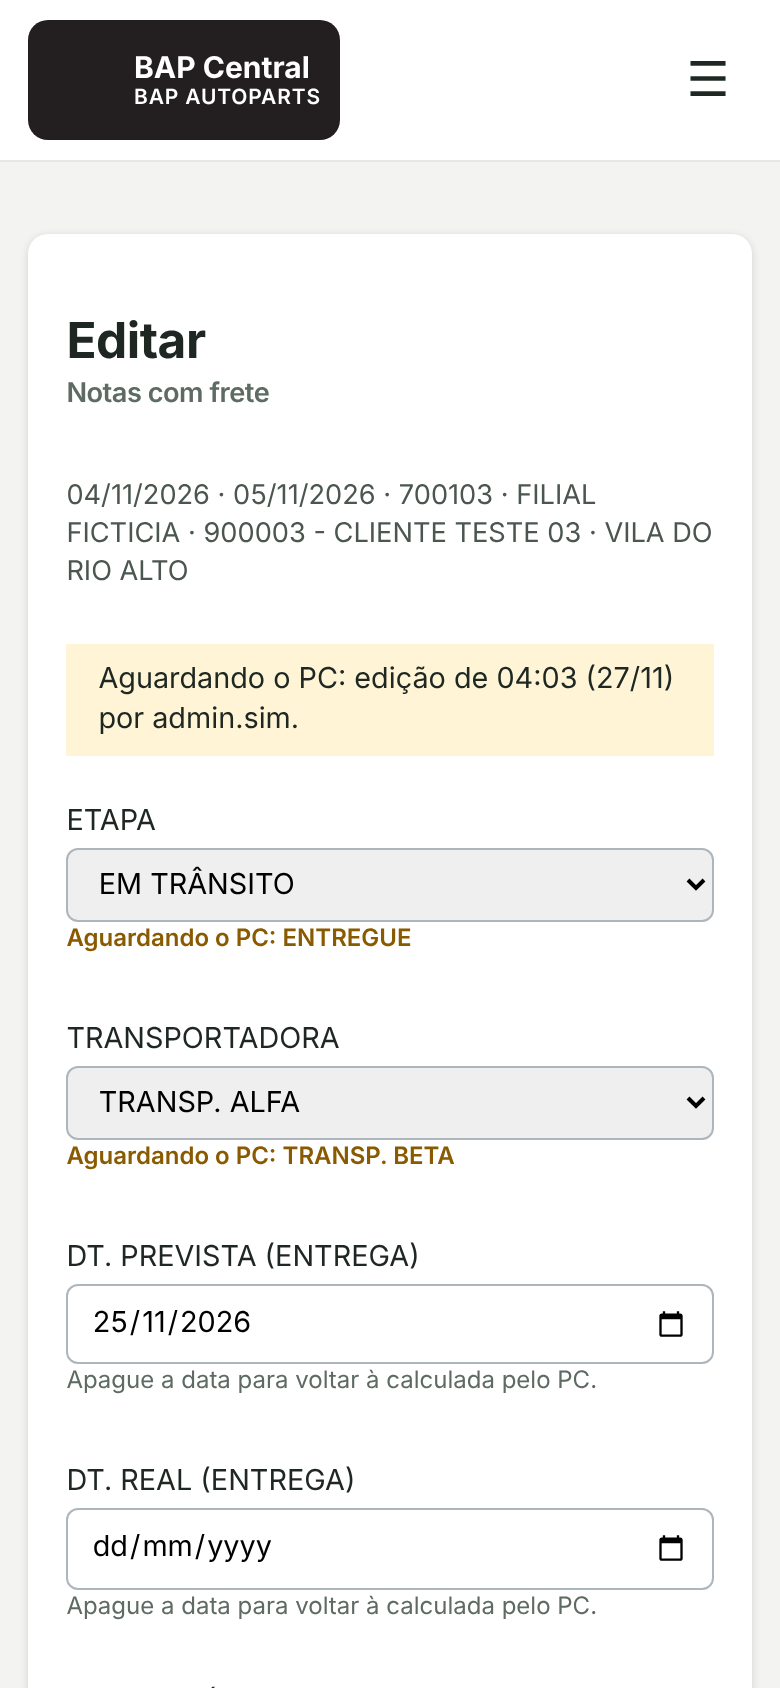 BAP Central
BAP AUTOPARTS
Editar
Notas com frete
04/11/2026 · 05/11/2026 · 700103 · FILIAL
FICTICIA · 900003 - CLIENTE TESTE 03 · VILA DO
RIO ALTO
Aguardando o PC: edição de 04:03 (27/11)
por admin.sim.
ETAPA
EM TRÂNSITO
Aguardando o PC: ENTREGUE
TRANSPORTADORA
TRANSP. ALFA
Aguardando o PC: TRANSP. BETA
DT. PREVISTA (ENTREGA)
25/11/2026
Apague a data para voltar à calculada pelo PC.
DT. REAL (ENTREGA)
dd/mm/yyyy
Apague a data para voltar à calculada pelo PC.